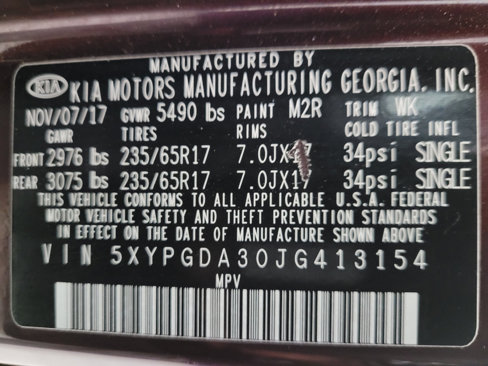 MANUFACTURED BY
KIA KIA MOTORS MANUFACTURING GEORGIA, INC.
NOV/07/17 GVWR 5490 lbs PAINT M2R TRIM WK
GAWR TIRES RIMS COLD TIRE INFL
FRONT 2976 lbs 235/65R17 7.0JX17 34psi SINGLE
REAR 3075 lbs 235/65R17 7.0JX17 34psi SINGLE
THIS VEHICLE CONFORMS TO ALL APPLICABLE U.S.A. FEDERAL
MOTOR VEHICLE SAFETY AND THEFT PREVENTION STANDARDS
IN EFFECT ON THE DATE OF MANUFACTURE SHOWN ABOVE
VIN 5XYPGDA30JG413154
MPV